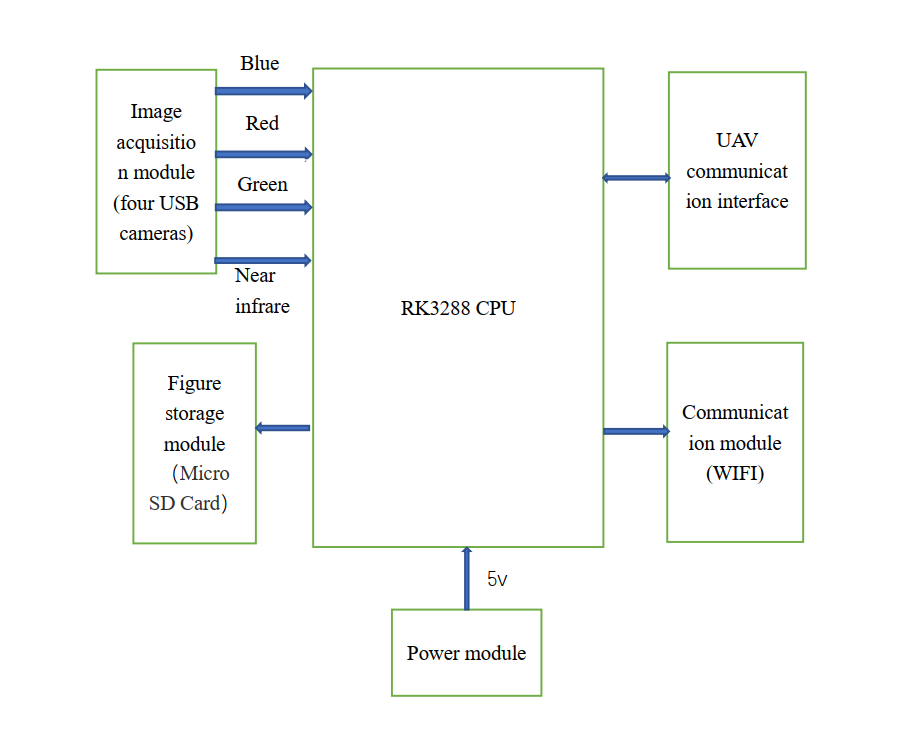 Blue
Image
acquisitio
n module
(four USB
cameras)
Red
Green
Near
infrare
UAV
communicat
ion interface
RK3288 CPU
Figure
storage
module
（Micro
SD Card）
Communicat
ion module
(WIFI)
5v
Power module